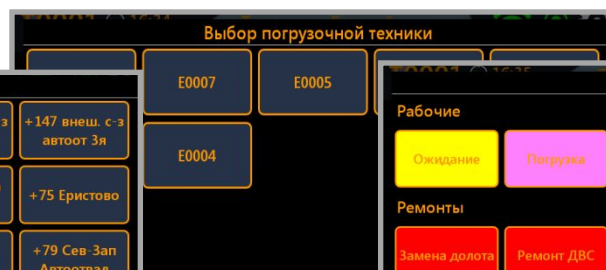 Выбор погрузочной техники
E0007
E0005
E0004
+147 внеш. с-з
автоот 3я
+75 Еристово
+79 Сев-Зап
Автоотвал
Рабочие
Ожидание
Погрузка
Ремонты
Замена долота
Ремонт ДВС